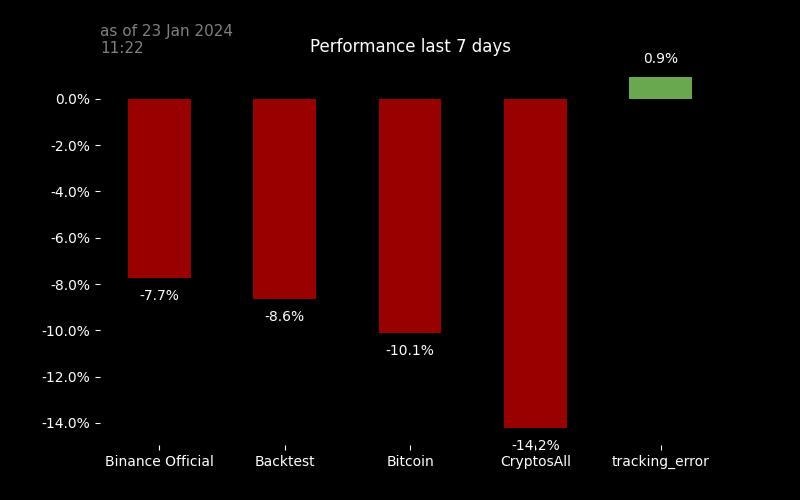 as of 23 Jan 2024
11:22
Performance last 7 days
0.9%
0.0%
-2.0%
-4.0%
-6.0%
-8.0%
-10.0%
-12.0%
-14.0%
-7.7%
-8.6%
-10.1%
-14.2%
Binance Official
Backtest
Bitcoin
CryptosAll
tracking_error